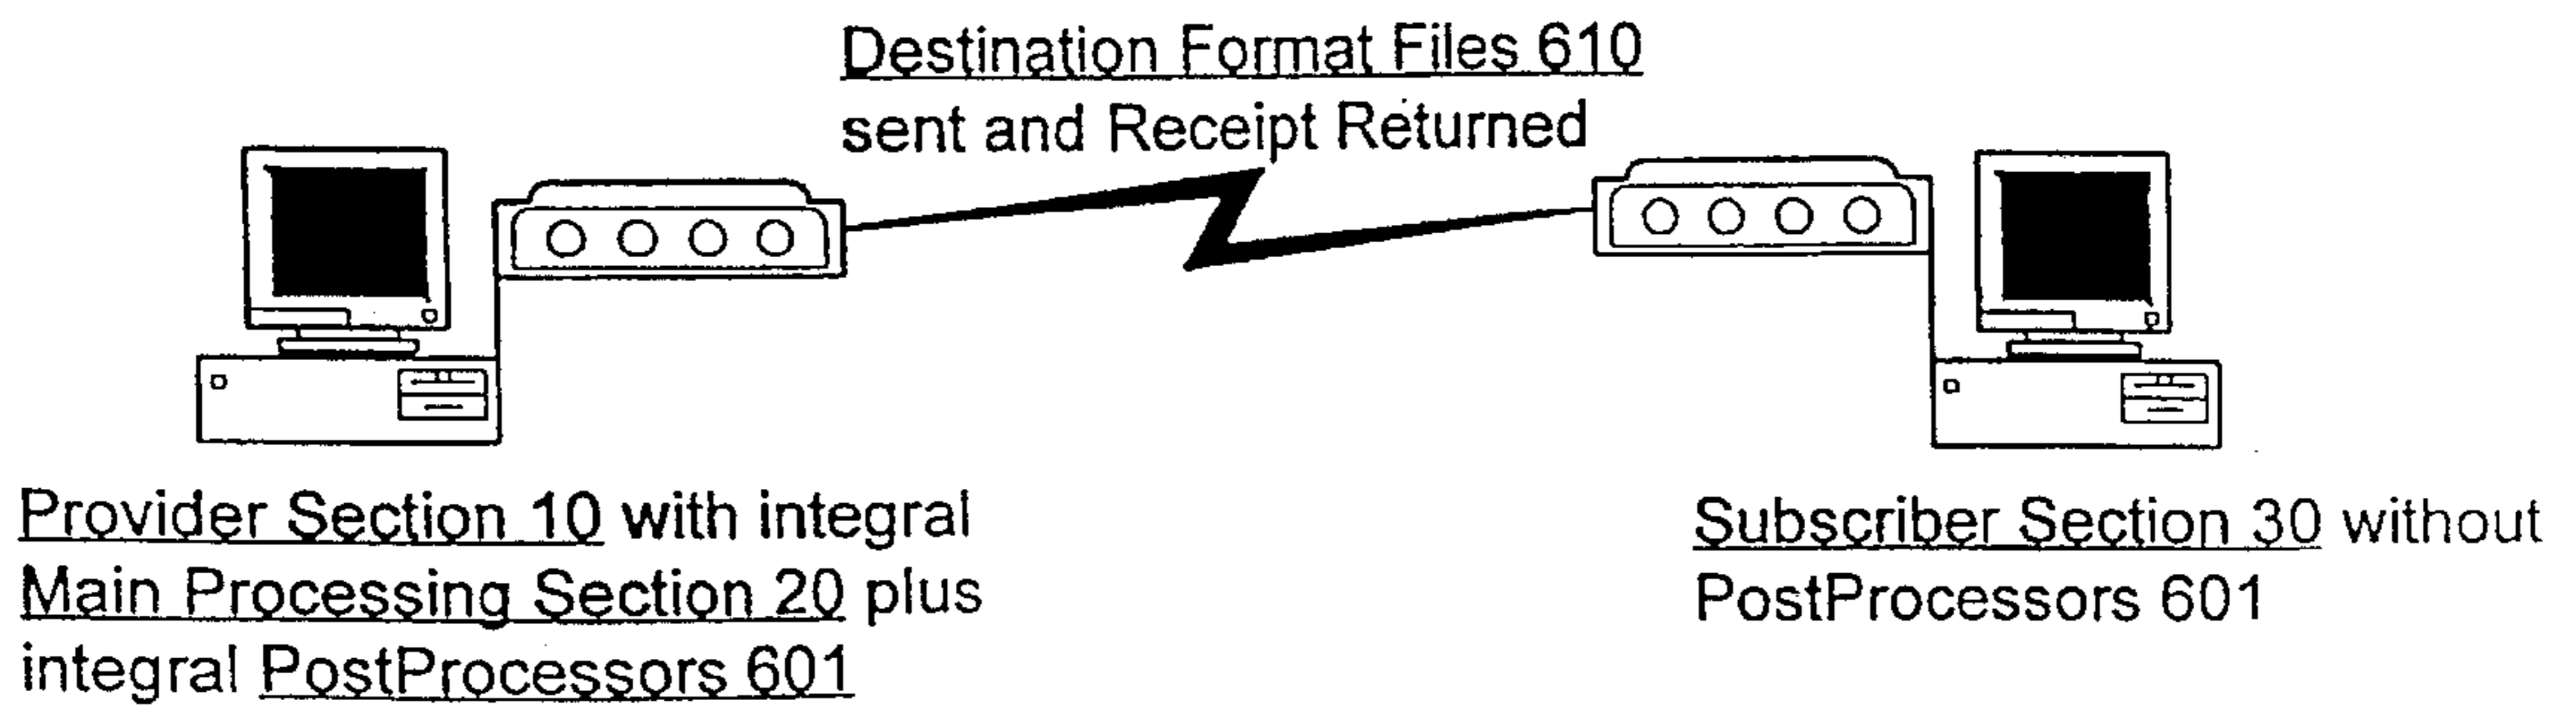 Destination Format Files 610
sent and Receipt Returned
Provider Section 10 with integral
Main Processing Section 20 plus
integral PostProcessors 601
Subscriber Section 30 without
PostProcessors 601